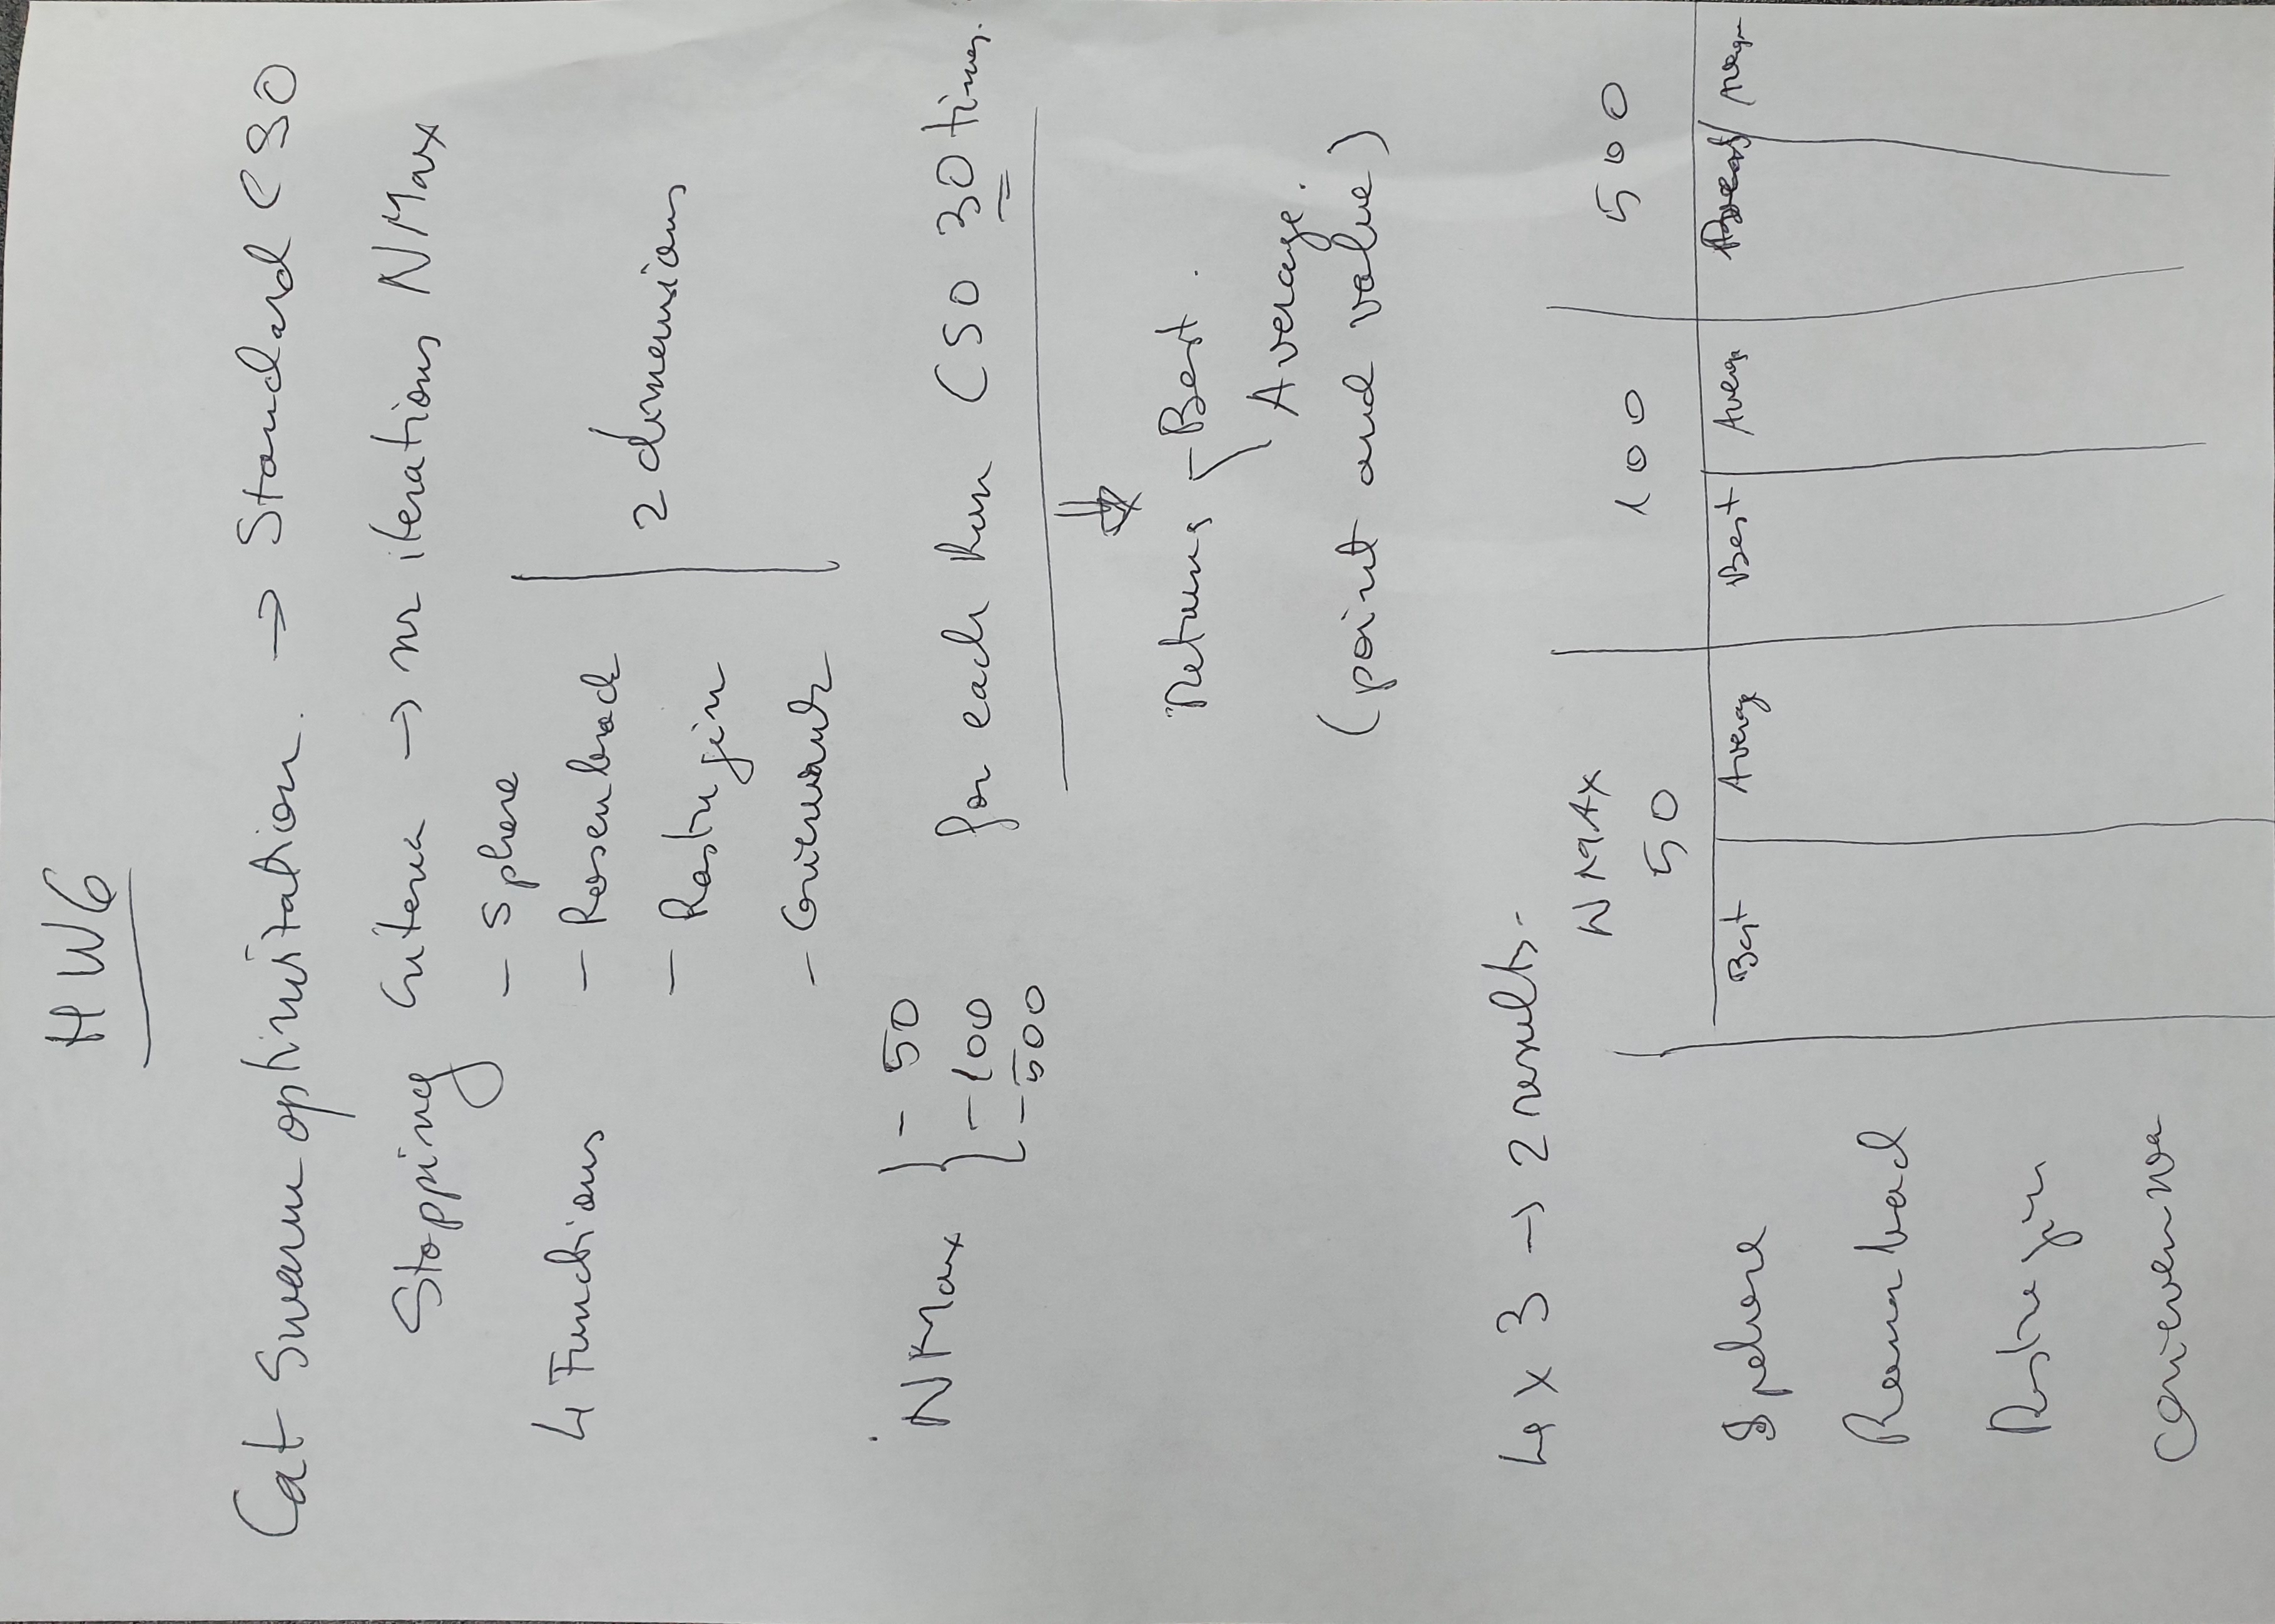 HW6
Cat Swarm optimization. → Standard CSO
Stopping Criteria → nr iterations NMax
4 Functions
- Sphere
- Rosenbrock
- Rastrigin
- Griewank
2 dimensions
NMax
- 50
- 100
- 500
for each Run CSO 30 times.
Returns - Best.
Average.
(point and value)
4 x 3 → 2 results.
NMAX
50
100
500
Best Average Best Average Best Average
Sphere
Rastrigin